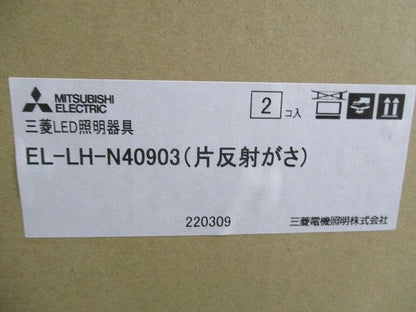 MITSUBISHI
ELECTRIC
2 コ入
三菱LED照明器具
EL-LH-N40903(片反射がさ)
220309
三菱電機照明株式会社